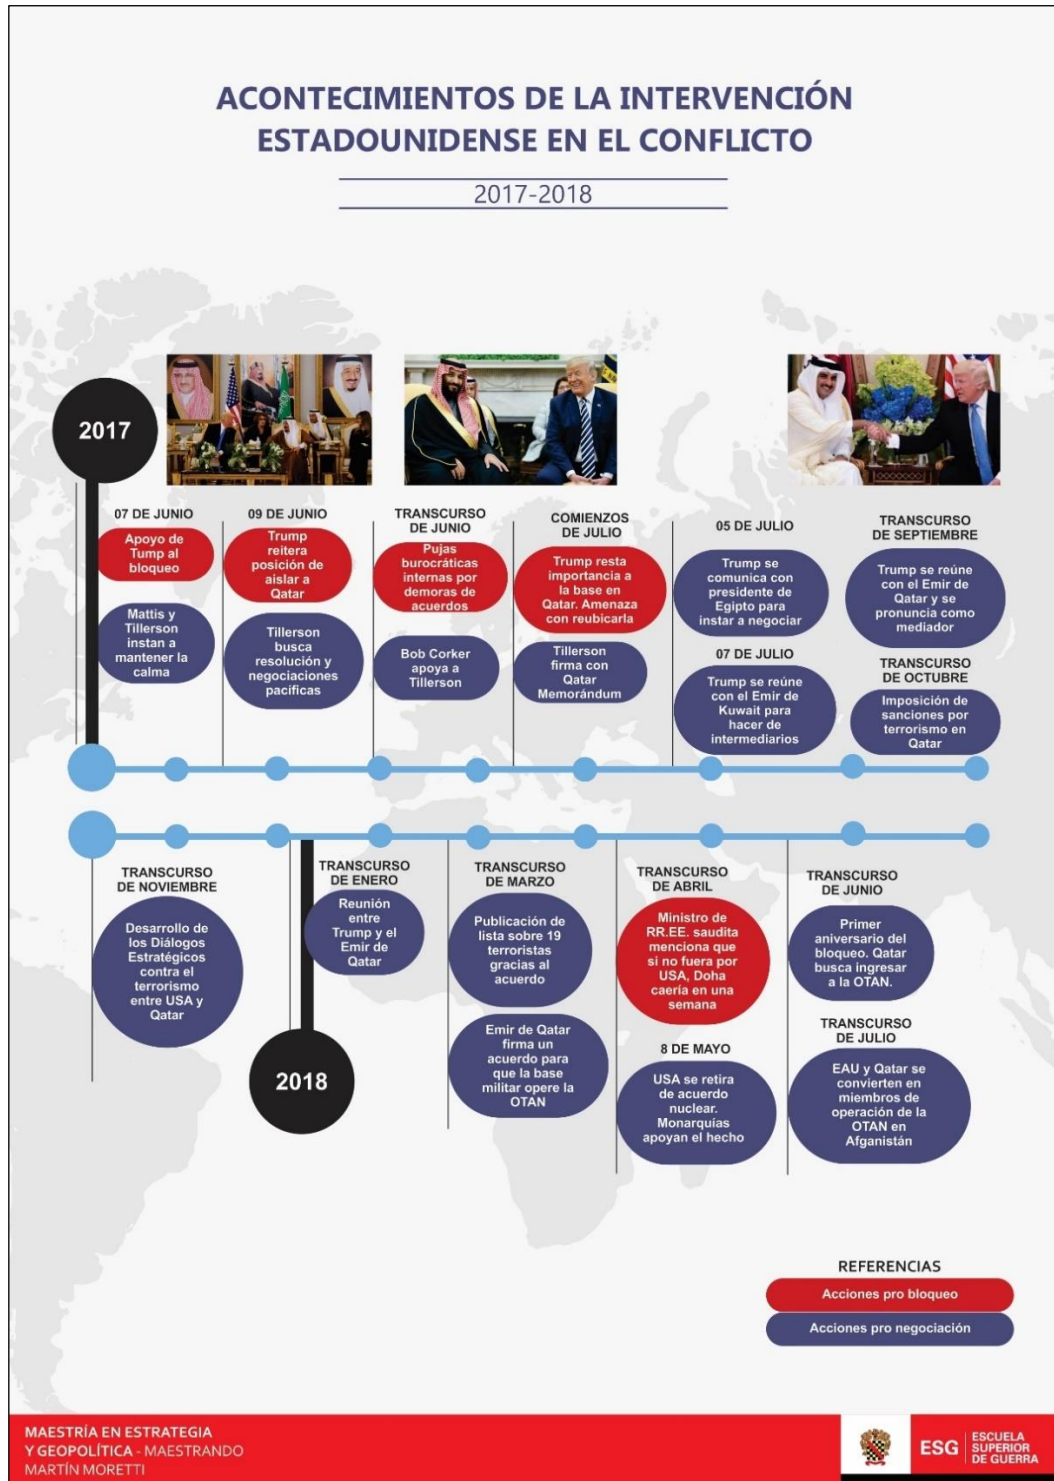 ACONTECIMIENTOS DE LA INTERVENCIÓN
ESTADOUNIDENSE EN EL CONFLICTO
2017-2018
2017
07 DE JUNIO
Apoyo de
Tump al
bloqueo
Mattis y
Tillerson
instan a
mantener la
calma
09 DE JUNIO
Trump
reitera
posición de
aislar a
Qatar
Tillerson
busca
resolución y
negociaciones
pacíficas
TRANSCURSO
DE JUNIO
Pujas
burocráticas
internas por
demoras de
acuerdos
Bob Corker
apoya a
Tillerson
COMIENZOS
DE JULIO
Trump resta
importancia a
la base en
Qatar. Amenaza
con reubicarla
Tillerson
firma con
Qatar
Memorándum
05 DE JULIO
Trump se
comunica con
presidente de
Egipto para
instar a negociar
07 DE JULIO
Trump se reúne
con el Emir de
Kuwait para
hacer de
intermediarios
TRANSCURSO
DE SEPTIEMBRE
Trump se reúne
con el Emir de
Qatar y se
pronuncia como
mediador
TRANSCURSO
DE OCTUBRE
Imposición de
sanciones por
terrorismo en
Qatar
TRANSCURSO
DE NOVIEMBRE
Desarrollo de
los Diálogos
Estratégicos
contra el
terrorismo
entre USA y
Qatar
2018
TRANSCURSO
DE ENERO
Reunión
entre
Trump y el
Emir de
Qatar
TRANSCURSO
DE MARZO
Publicación de
lista sobre 19
terroristas
gracias al
acuerdo
Emir de Qatar
firma un
acuerdo para
que la base
militar opere la
OTAN
TRANSCURSO
DE ABRIL
Ministro de
RR.EE. saudita
menciona que
si no fuera por
USA, Doha
caería en una
semana
8 DE MAYO
USA se retira
de acuerdo
nuclear.
Monarquías
apoyan el hecho
TRANSCURSO
DE JUNIO
Primer
aniversario del
bloqueo. Qatar
busca ingresar
a la OTAN.
TRANSCURSO
DE JULIO
EAU y Qatar se
convierten en
miembros de
operación de la
OTAN en
Afganistán
REFERENCIAS
Acciones pro bloqueo
Acciones pro negociación
MAESTRÍA EN ESTRATEGIA
Y GEOPOLÍTICA - MAESTRANDO
MARTÍN MORETTI
ESG
ESCUELA
SUPERIOR
DE GUERRA